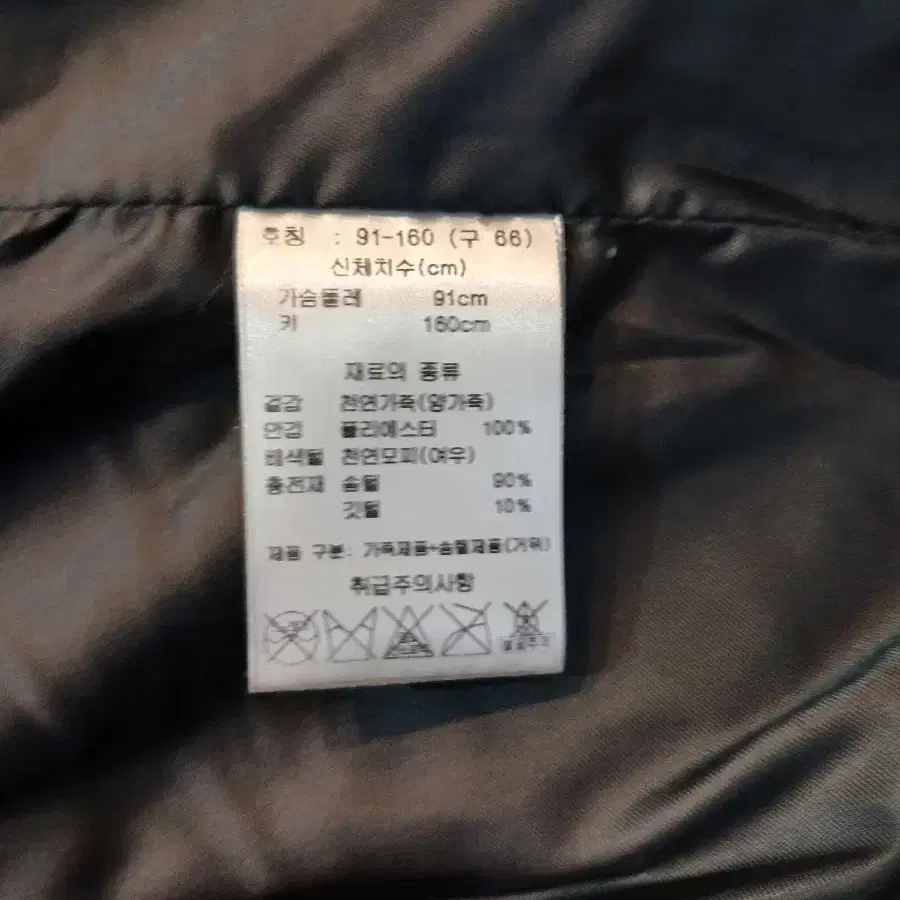 호칭 : 91-160 (구 66)
신체치수(cm)
가슴둘레 91cm
키 160cm
재료의 종류
겉감 천연가죽(양가죽)
안감 폴리에스터 100%
배색털 천연모피(여우)
충전재 솜털 90%
깃털 10%
제품 구분: 가죽제품+솜털제품(거위)
취급주의사항